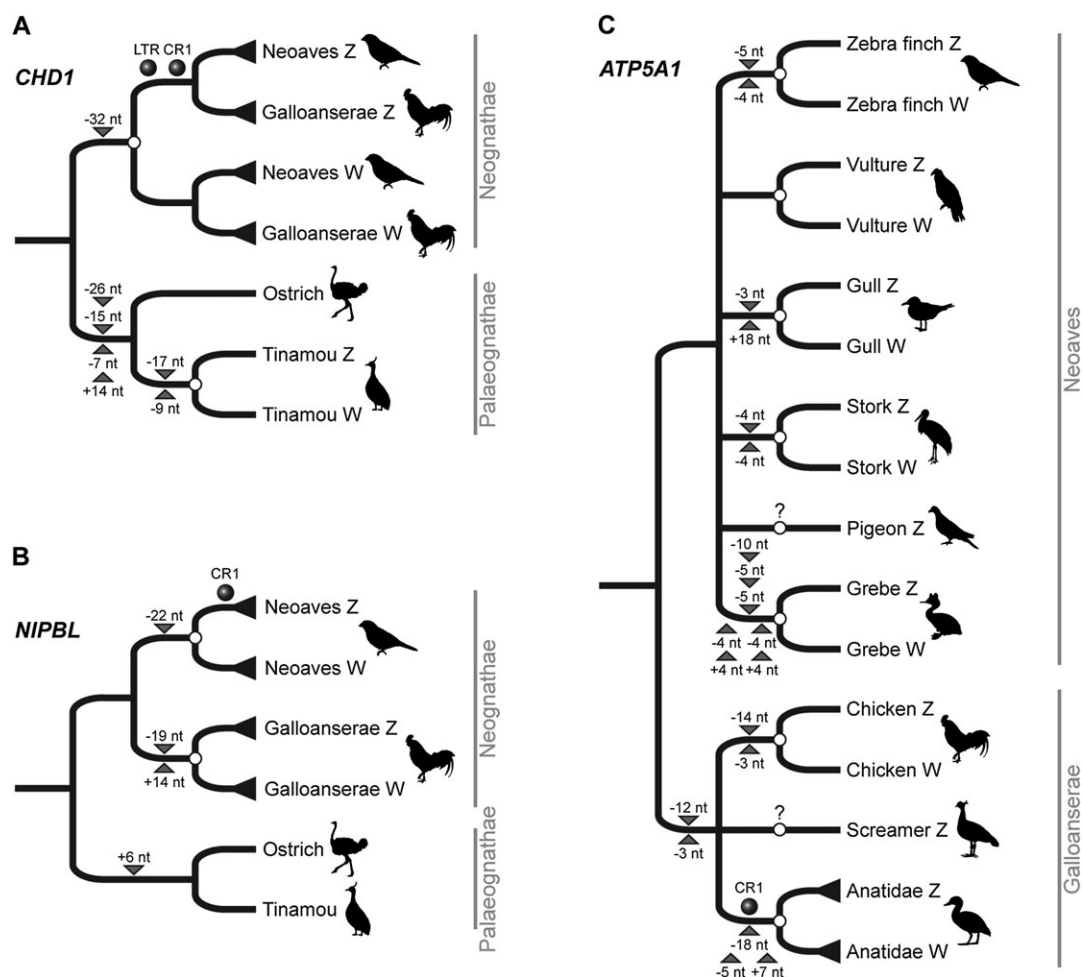 A
CHD1
LTR CR1
-32 nt
Neoaves Z
Galloanserae Z
Neoaves W
Galloanserae W
Neognathae
-26 nt
-15 nt
-7 nt
+14 nt
-17 nt
-9 nt
Ostrich
Tinamou Z
Tinamou W
Palaeognathae
B
NIPBL
CR1
-22 nt
Neoaves Z
Neoaves W
-19 nt
+14 nt
Galloanserae Z
Galloanserae W
Neognathae
+6 nt
Ostrich
Tinamou
Palaeognathae
C
ATP5A1
-5 nt
-4 nt
Zebra finch Z
Zebra finch W
Vulture Z
Vulture W
-3 nt
+18 nt
Gull Z
Gull W
-4 nt
-4 nt
Stork Z
Stork W
?
Pigeon Z
-10 nt
-5 nt
-5 nt
-4 nt -4 nt
+4 nt +4 nt
Grebe Z
Grebe W
Neoaves
-14 nt
-3 nt
Chicken Z
Chicken W
-12 nt
-3 nt
?
Screamer Z
CR1
-18 nt
-5 nt +7 nt
Anatidae Z
Anatidae W
Galloanserae